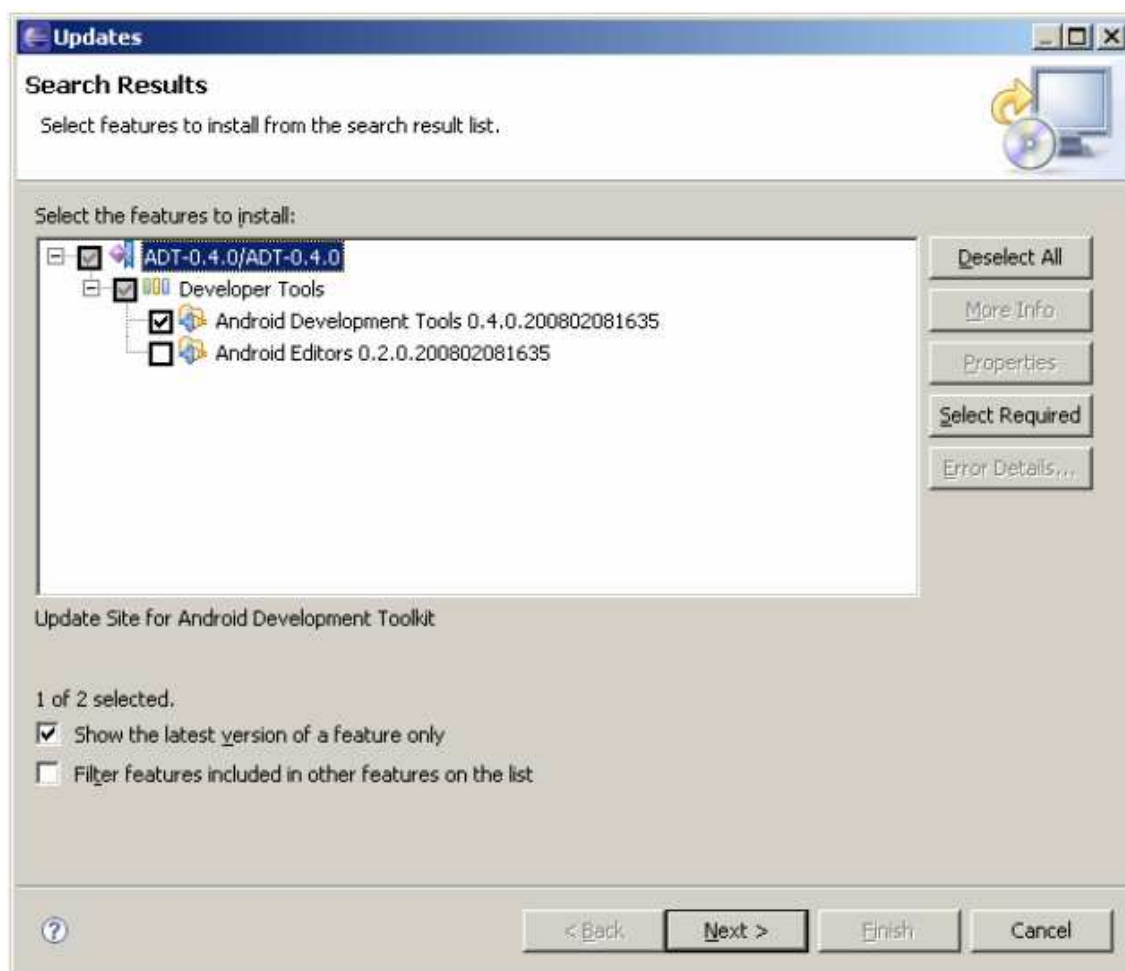 Updates
Search Results
Select features to install from the search result list.
Select the features to install:
ADT-0.4.0/ADT-0.4.0
Developer Tools
Android Development Tools 0.4.0.200802081635
Android Editors 0.2.0.200802081635
Deselect All
More Info
Properties
Select Required
Error Details...
Update Site for Android Development Toolkit
1 of 2 selected.
Show the latest version of a feature only
Filter features included in other features on the list
? < Back Next > Finish Cancel